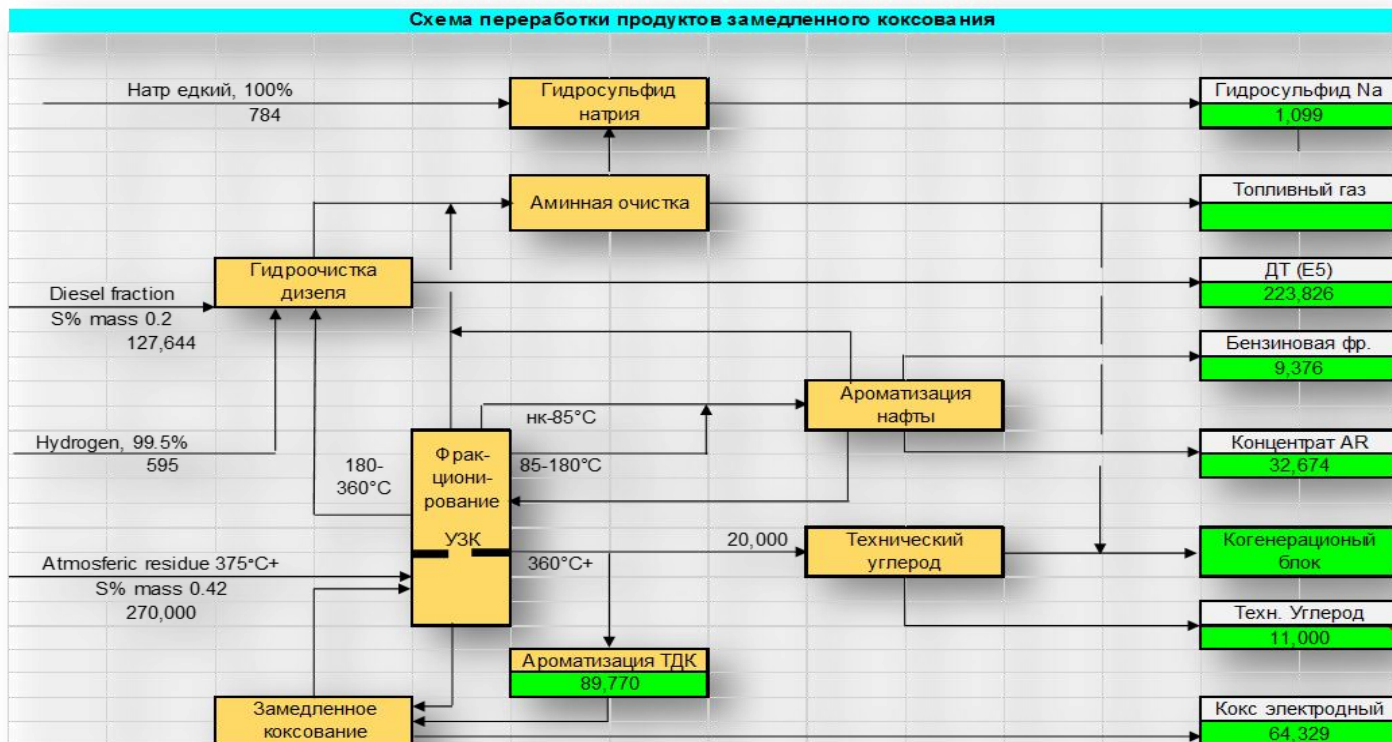 Схема переработки продуктов замедленного коксования
Натр едкий, 100%
784
Гидросульфид
натрия
Гидросульфид Na
1,099
Аминная очистка
Топливный газ
Гидроочистка
дизеля
ДТ (E5)
223,826
Diesel fraction
S% mass 0.2
127,644
Бензиновая фр.
9,376
Ароматизация
нафты
нк-85°C
Hydrogen, 99.5%
595
180-
360°C
Фрак-
циони-
рование
УЗК
85-180°C
Концентрат AR
32,674
20,000
Технический
углерод
Когенерационый
блок
360°C+
Atmosferic residue 375°C+
S% mass 0.42
270,000
Техн. Углерод
11,000
Ароматизация ТДК
89,770
Замедленное
коксование
Кокс электродный
64,329